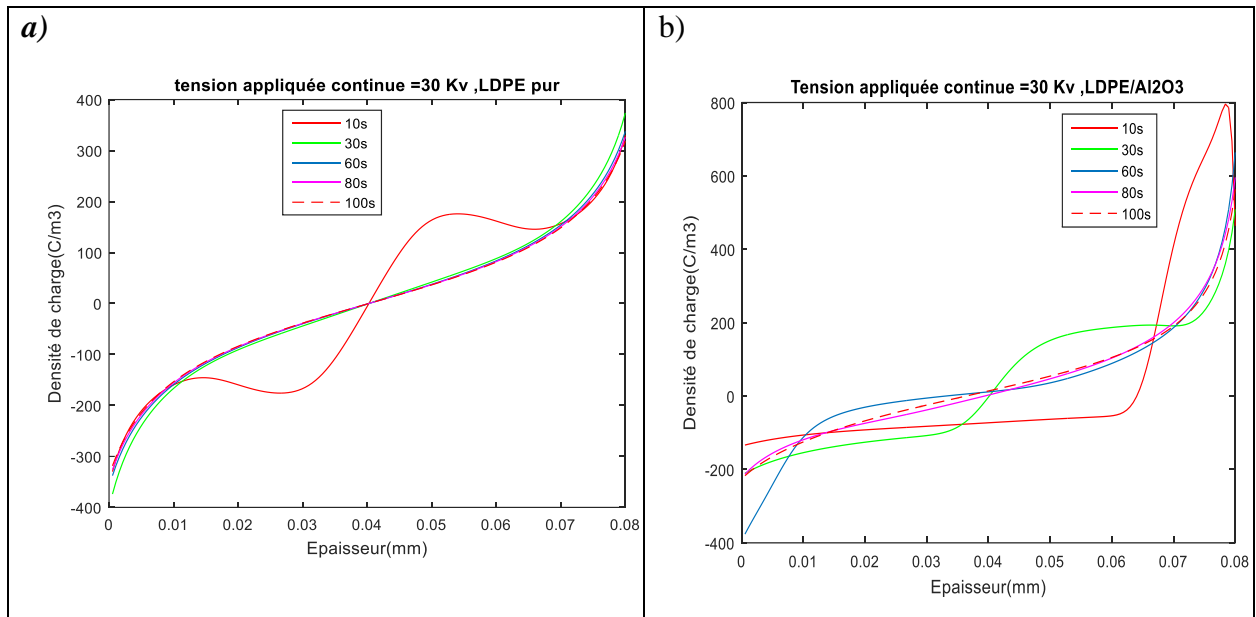 a)
tension appliquée continue =30 Kv ,LDPE pur
400
300
200
100
0
-100
-200
-300
-400
Densité de charge(C/m3)
10s
30s
60s
80s
100s
0
0.01
0.02
0.03
0.04
0.05
0.06
0.07
0.08
Epaisseur(mm)
b)
Tension appliquée continue =30 Kv ,LDPE/Al2O3
800
600
400
200
0
-200
-400
Densité de charge(C/m3)
10s
30s
60s
80s
100s
0
0.01
0.02
0.03
0.04
0.05
0.06
0.07
0.08
Epaisseur(mm)